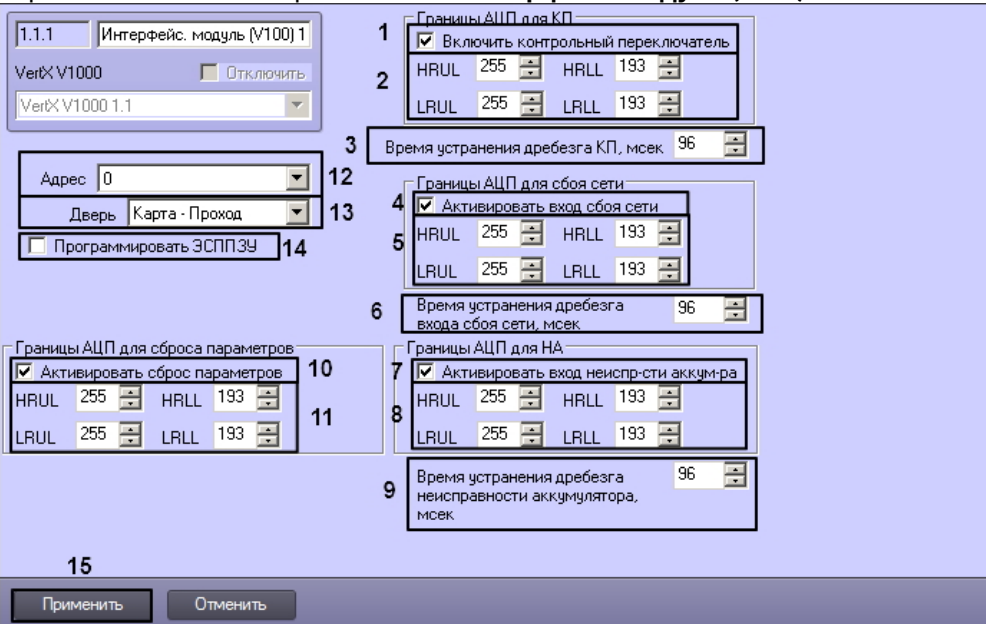 1.1.1 Интерфейс. модуль (V100) 1
VertX V1000 Отключить
VertX V1000 1.1
Адрес 0 12
Дверь Карта - Проход 13
Программировать ЭСППЗУ 14
Границы АЦП для КП
1 Включить контрольный переключатель
2
HRUL 255 HRLL 193
LRUL 255 LRLL 193
3 Время устранения дребезга КП, мсек 96
Границы АЦП для сбоя сети
4 Активировать вход сбоя сети
5
HRUL 255 HRLL 193
LRUL 255 LRLL 193
6 Время устранения дребезга
входа сбоя сети, мсек 96
Границы АЦП для сброса параметров
Активировать сброс параметров 10
HRUL 255 HRLL 193
11
LRUL 255 LRLL 193
Границы АЦП для НА
7 Активировать вход неиспр-сти аккум-ра
8
HRUL 255 HRLL 193
LRUL 255 LRLL 193
9
Время устранения дребезга 96
неисправности аккумулятора,
мсек
15
Применить Отменить